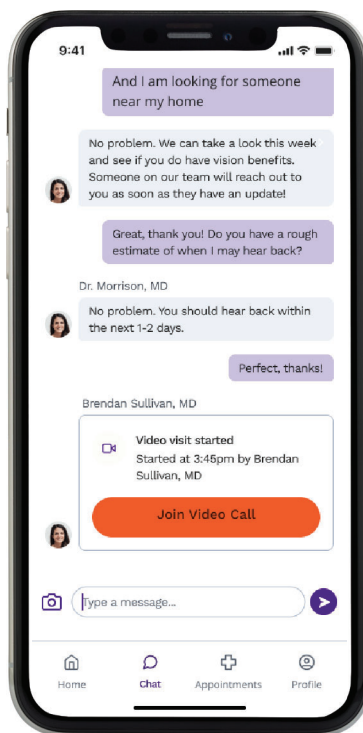 9:41
And I am looking for someone
near my home
No problem. We can take a look this week
and see if you do have vision benefits.
Someone on our team will reach out to
you as soon as they have an update!
Great, thank you! Do you have a rough
estimate of when I may hear back?
Dr. Morrison, MD
No problem. You should hear back within
the next 1-2 days.
Perfect, thanks!
Brendan Sullivan, MD
Video visit started
Started at 3:45pm by Brendan
Sullivan, MD
Join Video Call
Type a message...
Home
Chat
Appointments
Profile